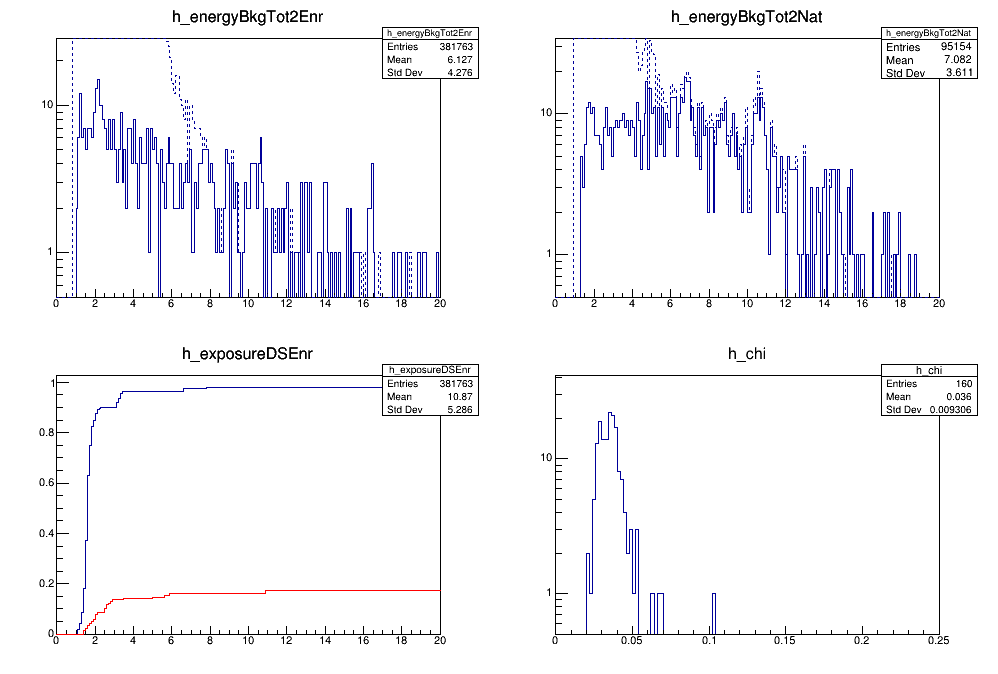 h_energyBkgTot2Enr
h_energyBkgTot2Enr
Entries 381763
Mean 6.127
Std Dev 4.276
10
1
0 2 4 6 8 10 12 14 16 18 20
h_energyBkgTot2Nat
h_energyBkgTot2Nat
Entries 95154
Mean 7.082
Std Dev 3.611
10
1
0 2 4 6 8 10 12 14 16 18 20
h_exposureDSEnr
h_exposureDSEnr
Entries 381763
Mean 10.87
Std Dev 5.286
1
0.8
0.6
0.4
0.2
0
0 2 4 6 8 10 12 14 16 18 20
h_chi
h_chi
Entries 160
Mean 0.036
Std Dev 0.009306
10
1
0 0.05 0.1 0.15 0.2 0.25